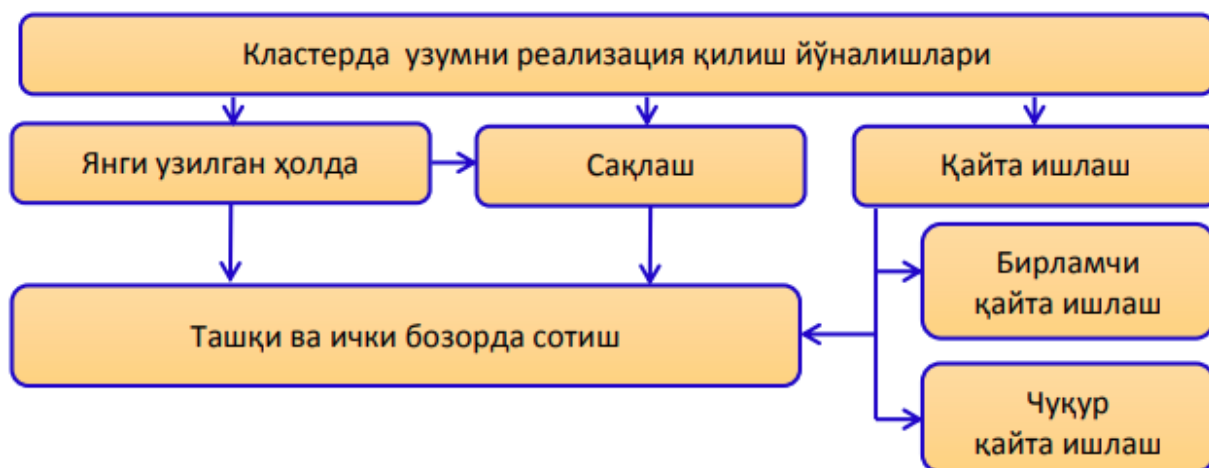 Кластерда узумни реализация қилиш йўналишлари
Янги узилган ҳолда
Сақлаш
Қайта ишлаш
Бирламчи
қайта ишлаш
Ташқи ва ички бозорда сотиш
Чуқур
қайта ишлаш